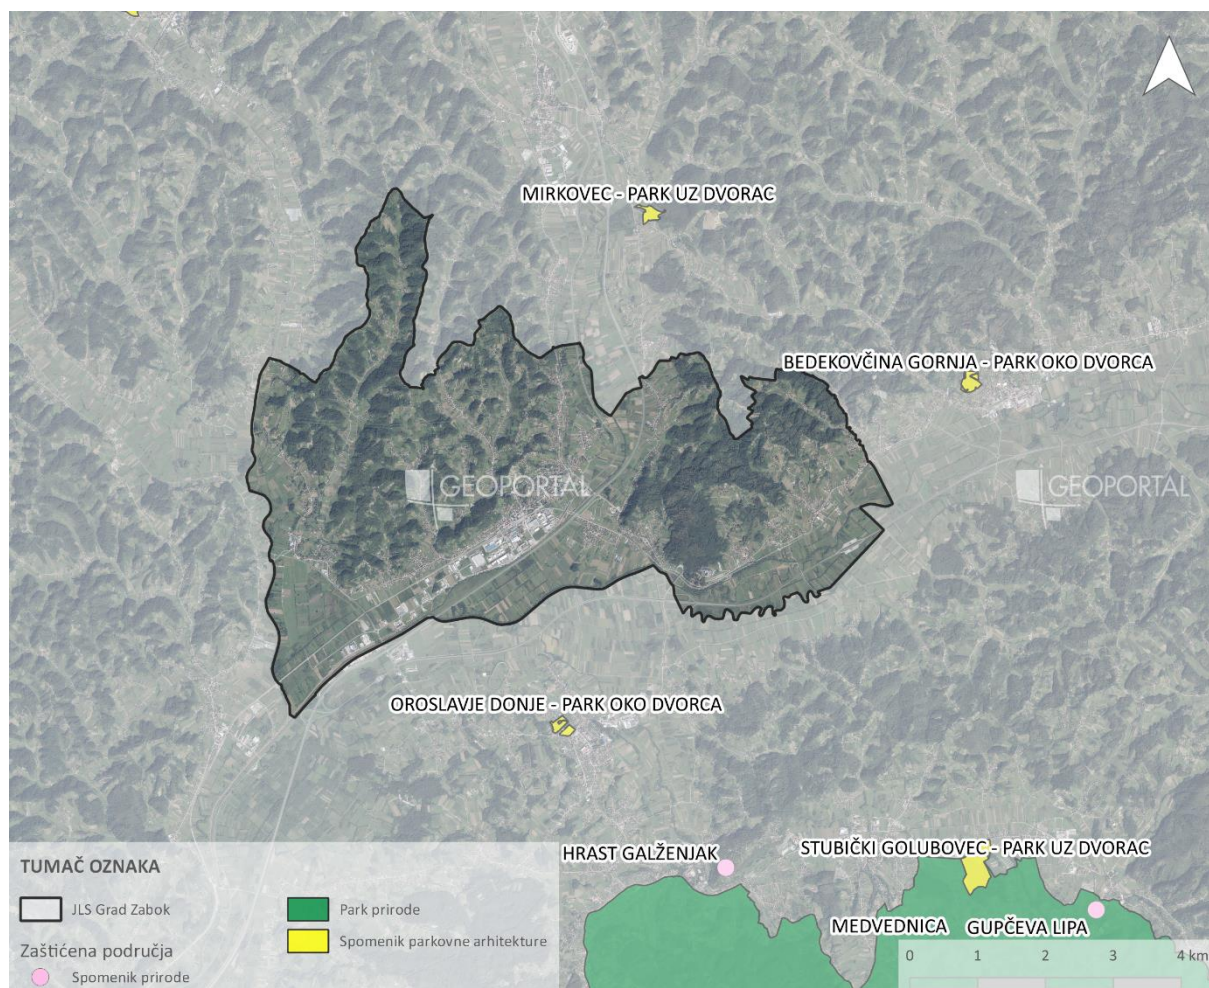 MIRKOVEC - PARK UZ DVORAC
BEDEKOVČINA GORNJA - PARK OKO DVORCA
GEOPORTAL
GEOPORTAL
OROSLAVJE DONJE - PARK OKO DVORCA
HRAST GALŽENJAK
STUBIČKI GOLUBOVEC - PARK UZ DVORAC
MEDVEDNICA
GUPČEVA LIPA
TUMAČ OZNAKA
JLS Grad Zabok
Zaštićena područja
Spomenik prirode
Park prirode
Spomenik parkovne arhitekture
0 1 2 3 4 km